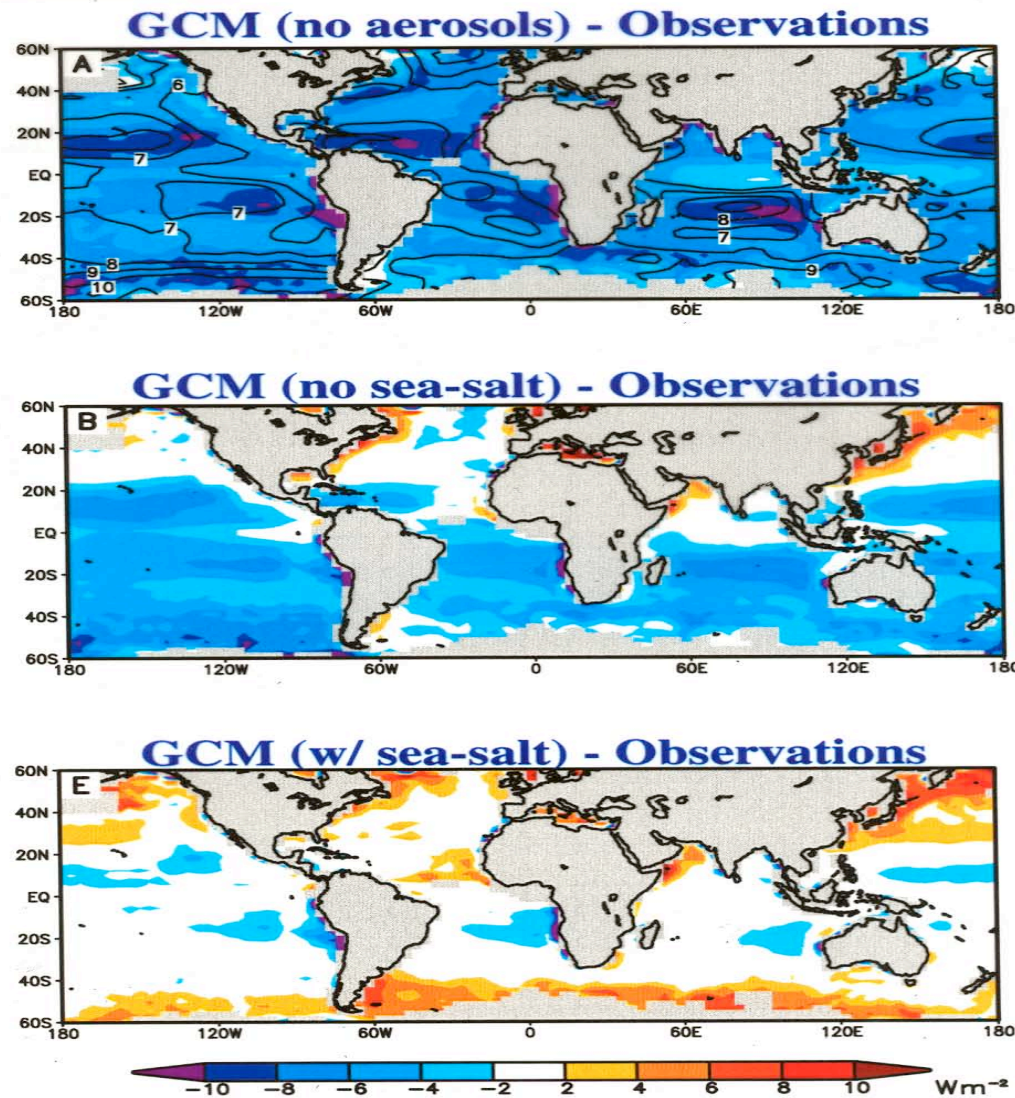 GCM (no aerosols) - Observations
60N
A
6
40N
20N
7
EQ
7
20S
7
8
7
40S
9
8
9
10
60S
180
120W
60W
0
60E
120E
180
GCM (no sea-salt) - Observations
60N
B
40N
20N
EQ
20S
40S
60S
180
120W
60W
0
60E
120E
180
GCM (w/ sea-salt) - Observations
60N
E
40N
20N
EQ
20S
40S
60S
180
120W
60W
0
60E
120E
180
-10 -8 -6 -4 -2 2 4 6 8 10 Wm⁻²